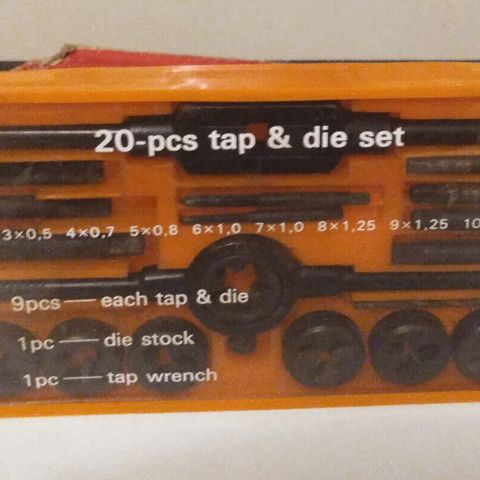 20-pcs tap & die set
3×0,5 4×0,7 5×0,8 6×1,0 7×1,0 8×1,25 9×1,25 10
9pcs — each tap & die
1pc — die stock
1pc — tap wrench